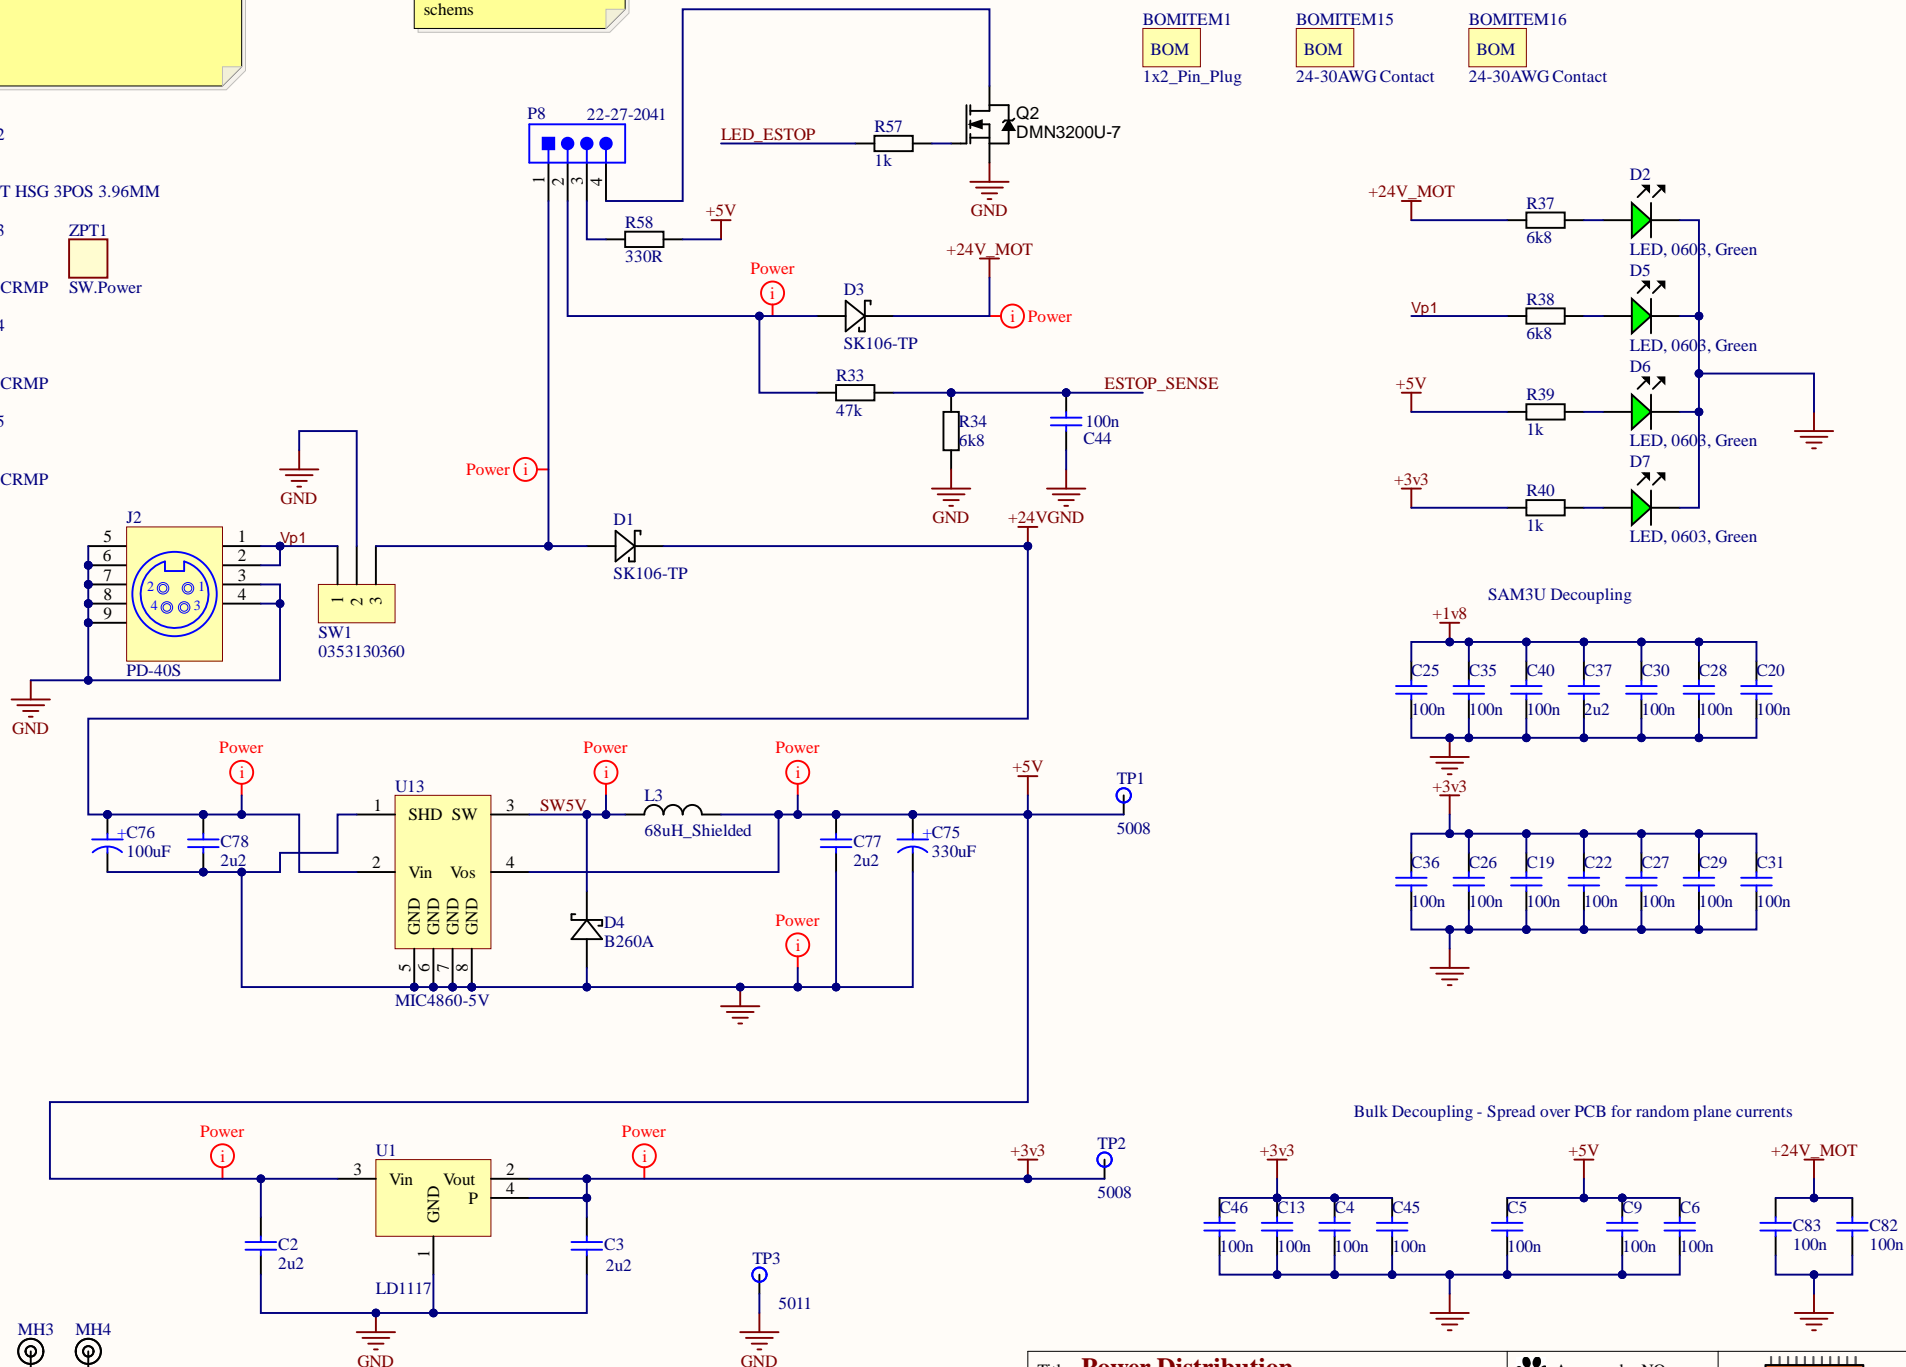 schems
BOMITEM1
BOM
1x2_Pin_Plug
BOMITEM15
BOM
24-30AWG Contact
BOMITEM16
BOM
24-30AWG Contact
2
T HSG 3POS 3.96MM
3
ZPT1
SW.Power
CRMP
4
CRMP
5
CRMP
P8
22-27-2041
1
2
3
4
LED_ESTOP
R57
1k
Q2
DMN3200U-7
GND
R58
330R
+5V
+24V_MOT
Power
i
D3
SK106-TP
i
Power
R33
47k
ESTOP_SENSE
R34
6k8
100n
C44
GND
GND
+24V
Power
i
GND
J2
5
6
7
8
9
1
2
3
4
2
1
4
3
PD-40S
Vp1
1
2
3
SW1
0353130360
D1
SK106-TP
GND
+24V_MOT
R37
6k8
D2
LED, 0603, Green
Vp1
R38
6k8
D5
LED, 0603, Green
+5V
R39
1k
D6
LED, 0603, Green
+3v3
R40
1k
D7
LED, 0603, Green
SAM3U Decoupling
+1v8
C25
C35
C40
C37
C30
C28
C20
100n
100n
100n
2u2
100n
100n
100n
+3v3
C36
C26
C19
C22
C27
C29
C31
100n
100n
100n
100n
100n
100n
100n
Power
i
+C76
100uF
C78
2u2
U13
1
SHD SW
3
2
Vin
Vos
4
GND
GND
GND
GND
5
6
7
8
MIC4860-5V
SW5V
Power
i
L3
68uH_Shielded
Power
i
D4
B260A
Power
i
C77
2u2
+C75
330uF
+5V
TP1
5008
Power
i
C2
2u2
U1
3
Vin
Vout
2
P
4
GND
1
LD1117
GND
Power
i
C3
2u2
+3v3
TP2
5008
TP3
5011
GND
Bulk Decoupling - Spread over PCB for random plane currents
+3v3
+5V
+24V_MOT
C46
C13
C4
C45
C5
C9
C6
C83
C82
100n
100n
100n
100n
100n
100n
100n
100n
100n
MH3
MH4
Power Distribution